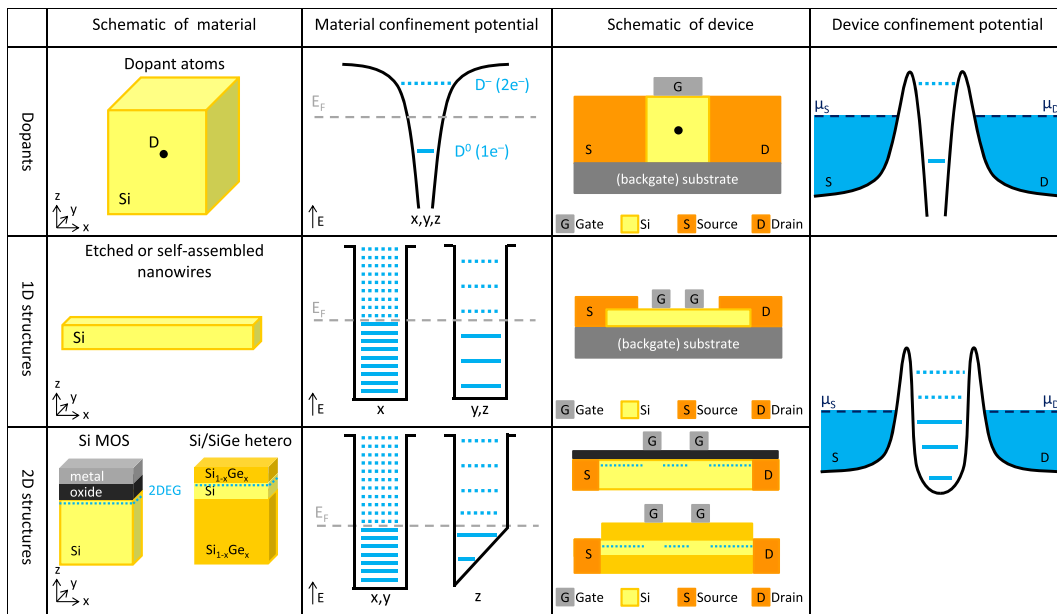 Schematic of material
Material confinement potential
Schematic of device
Device confinement potential
Dopants
Dopant atoms
D
Si
z
y
x
E_F
D⁻ (2e⁻)
D⁰ (1e⁻)
E
x,y,z
G
S
D
(backgate) substrate
G Gate
Si
S Source
D Drain
μ_S
μ_D
S
D
1D structures
Etched or self-assembled
nanowires
Si
z
y
x
E_F
E
x
y,z
G
G
S
D
(backgate) substrate
G Gate
Si
S Source
D Drain
μ_S
μ_D
S
D
2D structures
Si MOS
Si/SiGe hetero
metal
oxide
2DEG
Si
Si₁₋ₓGeₓ
Si
Si₁₋ₓGeₓ
z
y
x
E_F
E
x,y
z
G
G
S
D
G
G
S
D
G Gate
Si
S Source
D Drain